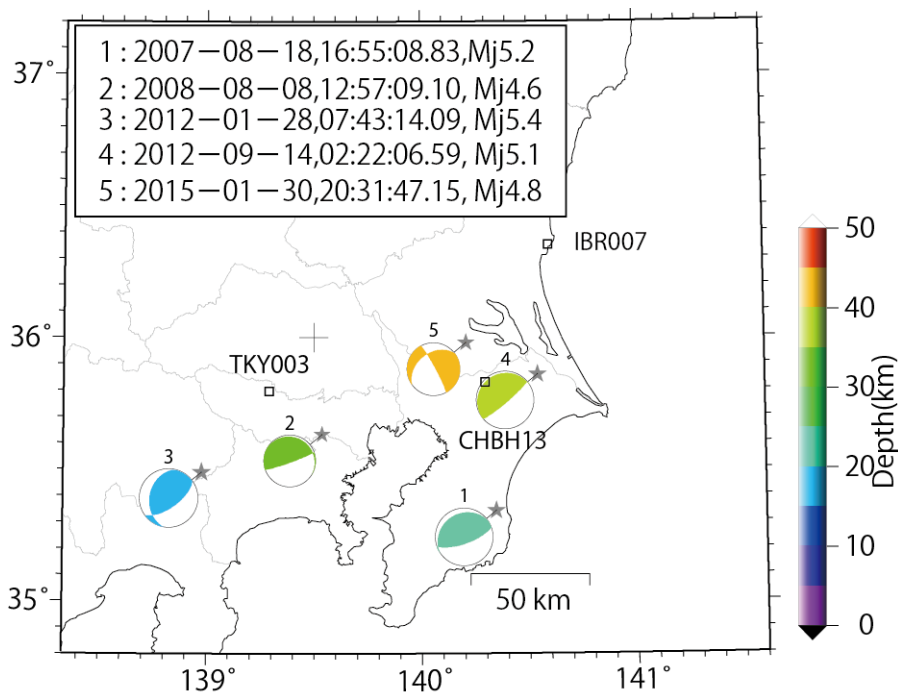 1 : 2007−08−18,16:55:08.83,Mj5.2
2 : 2008−08−08,12:57:09.10, Mj4.6
3 : 2012−01−28,07:43:14.09, Mj5.4
4 : 2012−09−14,02:22:06.59, Mj5.1
5 : 2015−01−30,20:31:47.15, Mj4.8
37˚
36˚
35˚
139˚
140˚
141˚
IBR007
TKY003
CHBH13
5
4
2
3
1
50 km
50
40
30
20
10
0
Depth(km)